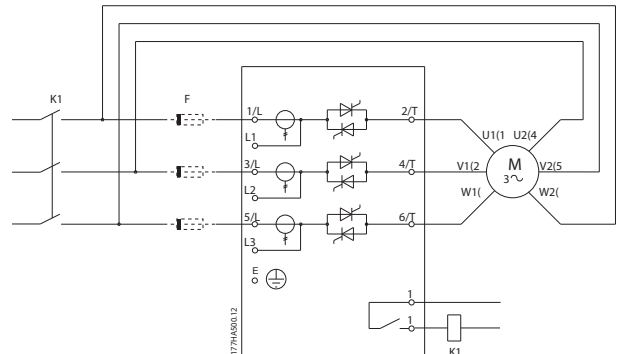 K1
F
1/L
2/T
L1
U1(1 U2(4
3/L
4/T
V1(2
M
3
V2(5
L2
W1( W2(
5/L
6/T
L3
E
1
1
K1
177HA500.12